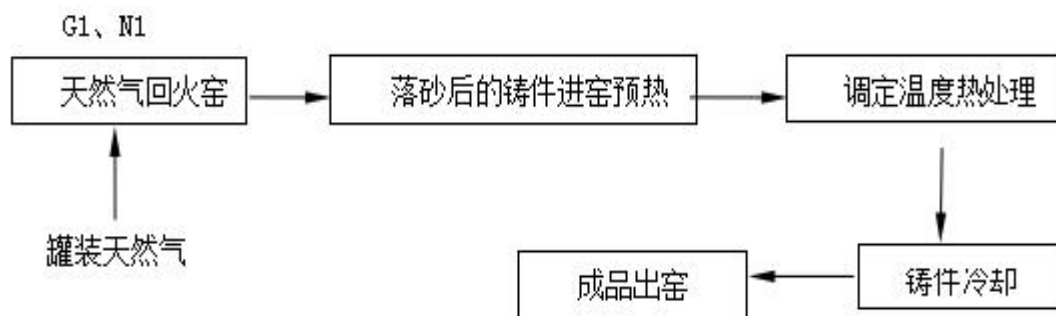 G1、N1
天然气回火窑
落砂后的铸件进窑预热
调定温度热处理
罐装天然气
铸件冷却
成品出窑